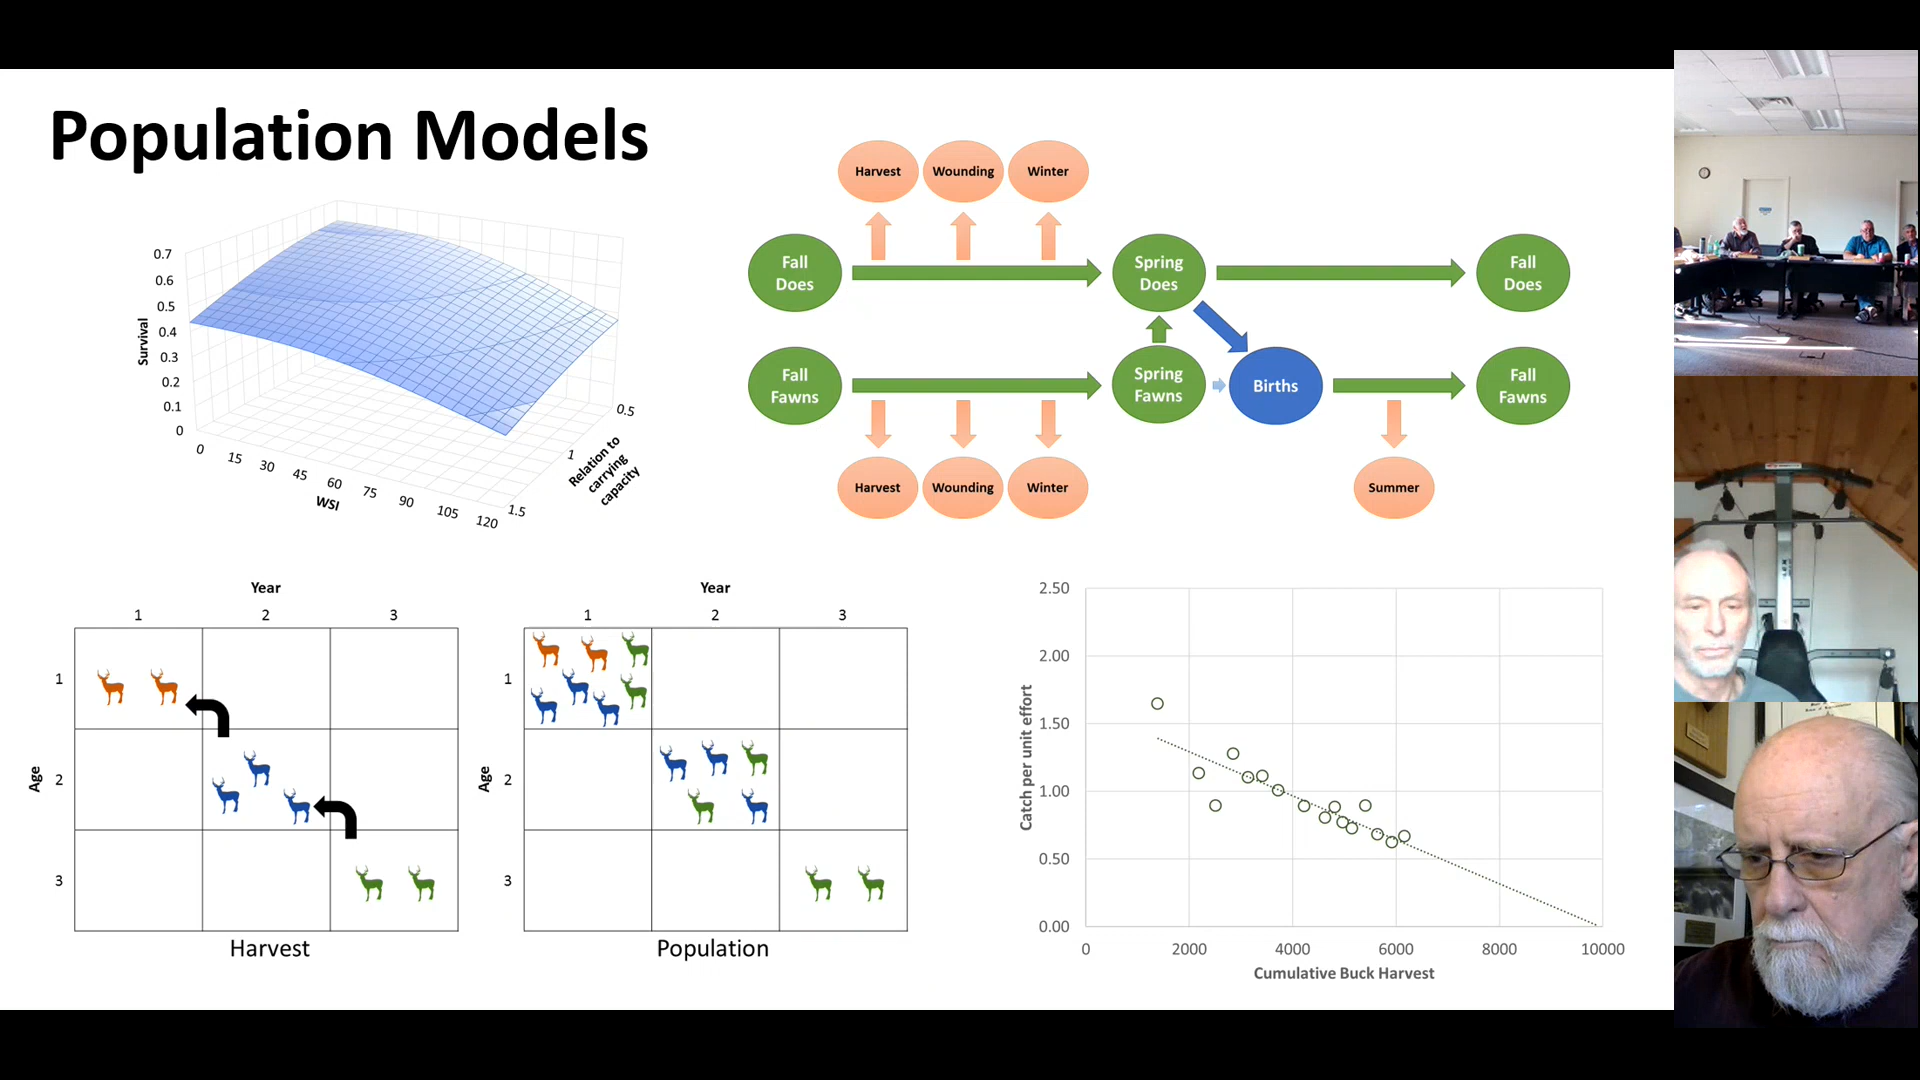 Population Models
0.7
0.6
0.5
0.4
0.3
0.2
0.1
0
Survival
0
15
30
45
60
75
90
105
120
WSI
0.5
1
1.5
Relation to
carrying
capacity
Harvest
Wounding
Winter
Fall
Does
Spring
Does
Fall
Does
Fall
Fawns
Spring
Fawns
Births
Fall
Fawns
Harvest
Wounding
Winter
Summer
Year
1
2
3
Age
1
2
3
Harvest
Year
1
2
3
Age
1
2
3
Population
2.50
2.00
1.50
1.00
0.50
0.00
Catch per unit effort
0
2000
4000
6000
8000
10000
Cumulative Buck Harvest